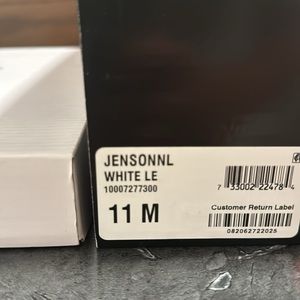 JENSONNL
WHITE LE
10007277300
11 M
7 33002 22478 4
Customer Return Label
082062722025